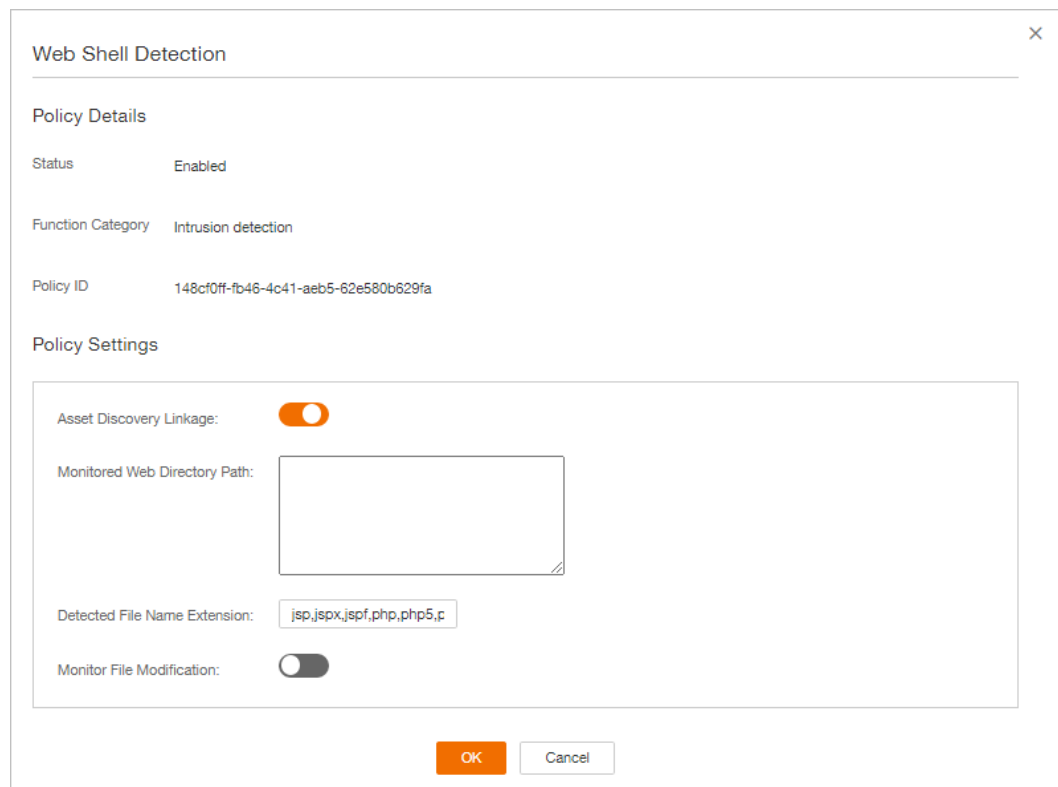 Web Shell Detection
Policy Details
Status Enabled
Function Category Intrusion detection
Policy ID 148cf0ff-fb46-4c41-aeb5-62e580b629fa
Policy Settings
Asset Discovery Linkage:
Monitored Web Directory Path:
Detected File Name Extension: jsp,jspx,jspf,php,php5,p
Monitor File Modification:
OK Cancel